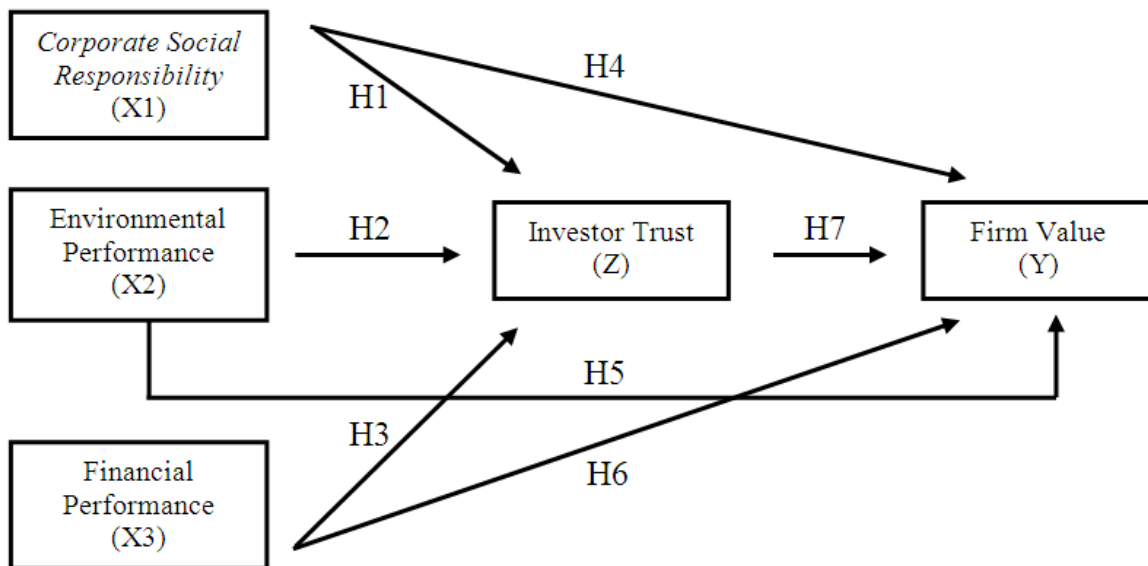 Corporate Social
Responsibility
(X1)
H1
H4
Environmental
Performance
(X2)
H2
Investor Trust
(Z)
H7
Firm Value
(Y)
H5
H3
H6
Financial
Performance
(X3)